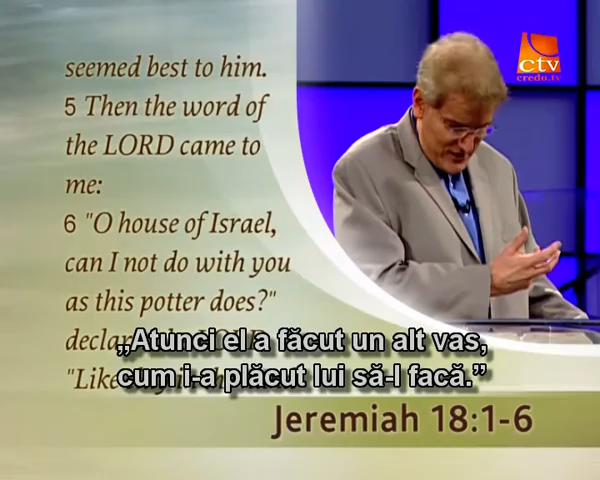 seemed best to him.
5 Then the word of
the LORD came to
me:
6 "O house of Israel,
can I not do with you
as this potter does?"
"Like
„Atunci el a făcut un alt vas,
cum i-a plăcut lui să-l facă.”
Jeremiah 18:1-6
ctv
credo.tv